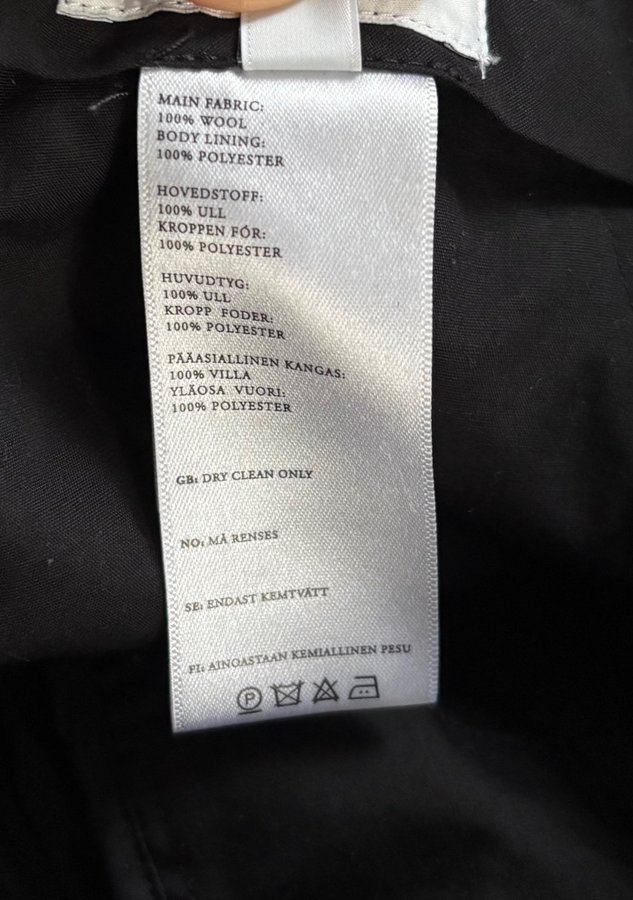 MAIN FABRIC:
100% WOOL
BODY LINING:
100% POLYESTER
HOVEDSTOFF:
100% ULL
KROPPEN FÓR:
100% POLYESTER
HUVUDTYG:
100% ULL
KROPP FODER:
100% POLYESTER
PÄÄASIALLINEN KANGAS:
100% VILLA
YLÄOSA VUORI:
100% POLYESTER
GB: DRY CLEAN ONLY
NO: MÅ RENSES
SE: ENDAST KEMTVÄTT
FI: AINOASTAAN KEMIALLINEN PESU
P